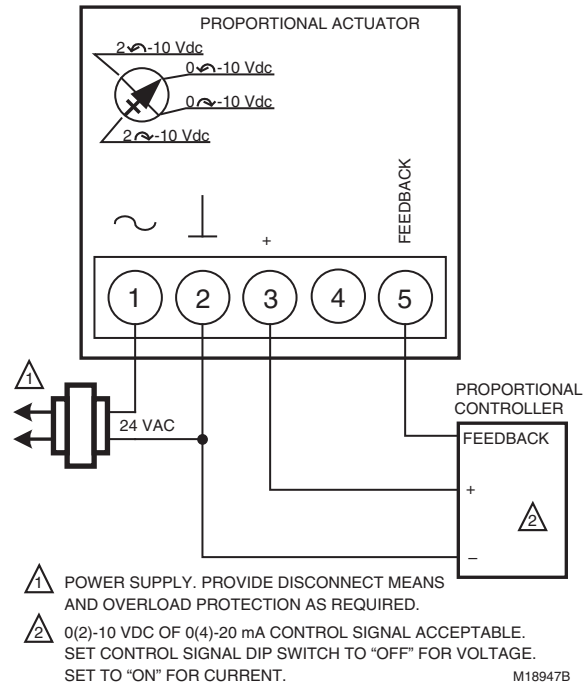 PROPORTIONAL ACTUATOR
2 -10 Vdc
0 -10 Vdc
0 -10 Vdc
2 -10 Vdc
FEEDBACK
+
1 2 3 4 5
1
24 VAC
PROPORTIONAL
CONTROLLER
FEEDBACK
+
2
–
1 POWER SUPPLY. PROVIDE DISCONNECT MEANS
AND OVERLOAD PROTECTION AS REQUIRED.
2 0(2)-10 VDC OF 0(4)-20 mA CONTROL SIGNAL ACCEPTABLE.
SET CONTROL SIGNAL DIP SWITCH TO “OFF” FOR VOLTAGE.
SET TO “ON” FOR CURRENT.
M18947B